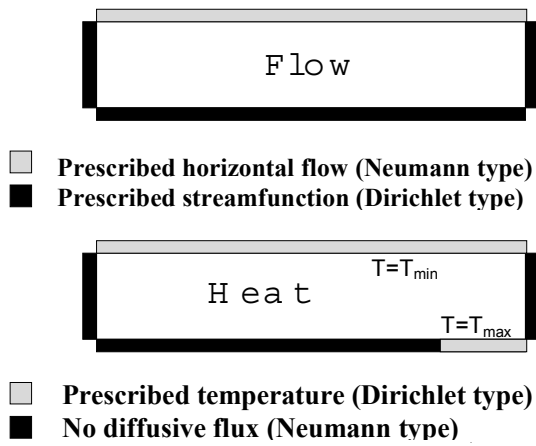 Flow
Prescribed horizontal flow (Neumann type)
Prescribed streamfunction (Dirichlet type)
T=Tmin
Heat
T=Tmax
Prescribed temperature (Dirichlet type)
No diffusive flux (Neumann type)